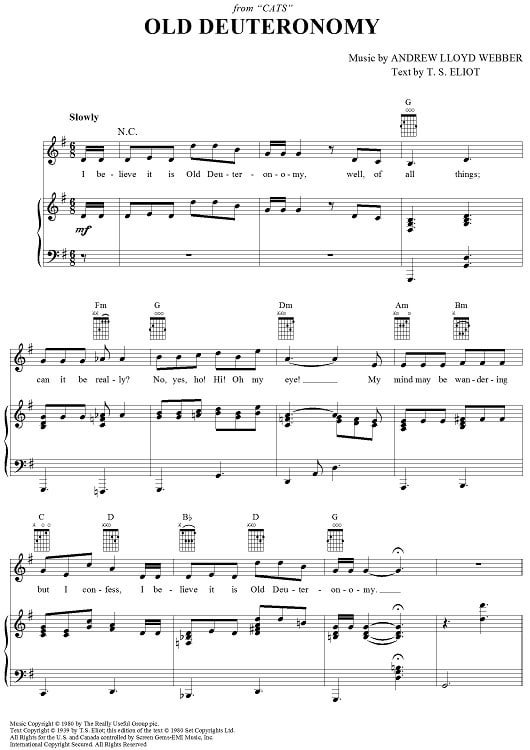 from "CATS"
OLD DEUTERONOMY
Music by ANDREW LLOYD WEBBER
Text by T. S. ELIOT
Slowly
N.C.
G
I be - lieve it is Old Deu - ter - on - o - my, well, of all things;
mf
Fm G Dm Am Bm
can it be real - ly? No, yes, ho! Hi! Oh my eye! My mind may be wan - der - ing
C D B♭ D G
but I con - fess, I be - lieve it is Old Deu - ter - on - o - my.
Music Copyright © 1980 by The Really Useful Group plc.
Text Copyright © 1939 by T.S. Eliot; this edition of the text © 1980 Set Copyrights Ltd.
All Rights for the U.S. and Canada controlled by Screen Gems-EMI Music, Inc.
International Copyright Secured. All Rights Reserved.